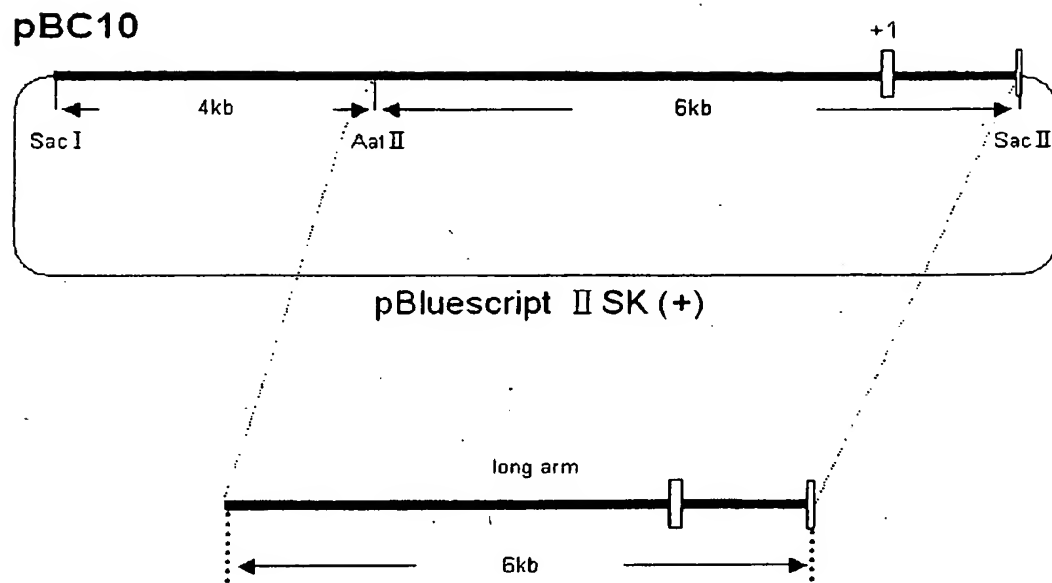 pBC10
+1
4kb
6kb
Sac I
Aat II
Sac II
pBluescript II SK (+)
long arm
6kb